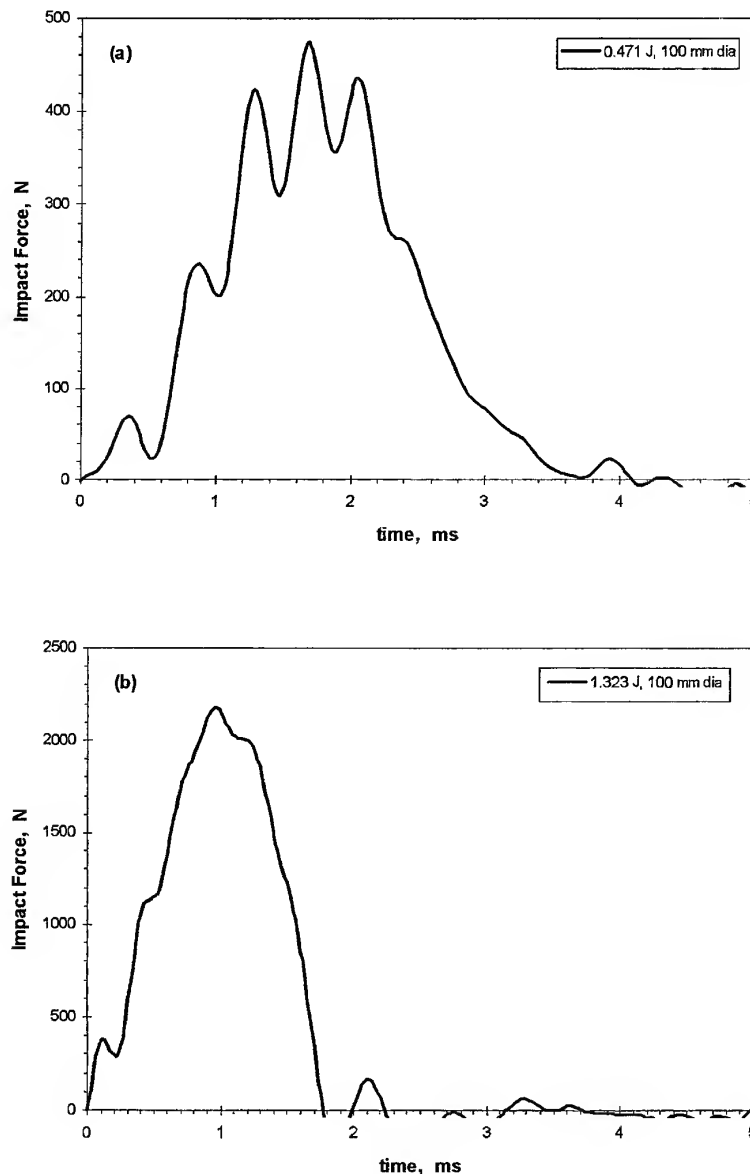 (a)
0.471 J, 100 mm dia
500
400
300
200
100
0
Impact Force, N
0 1 2 3 4 5
time, ms
(b)
1.323 J, 100 mm dia
2500
2000
1500
1000
500
0
Impact Force, N
0 1 2 3 4 5
time, ms